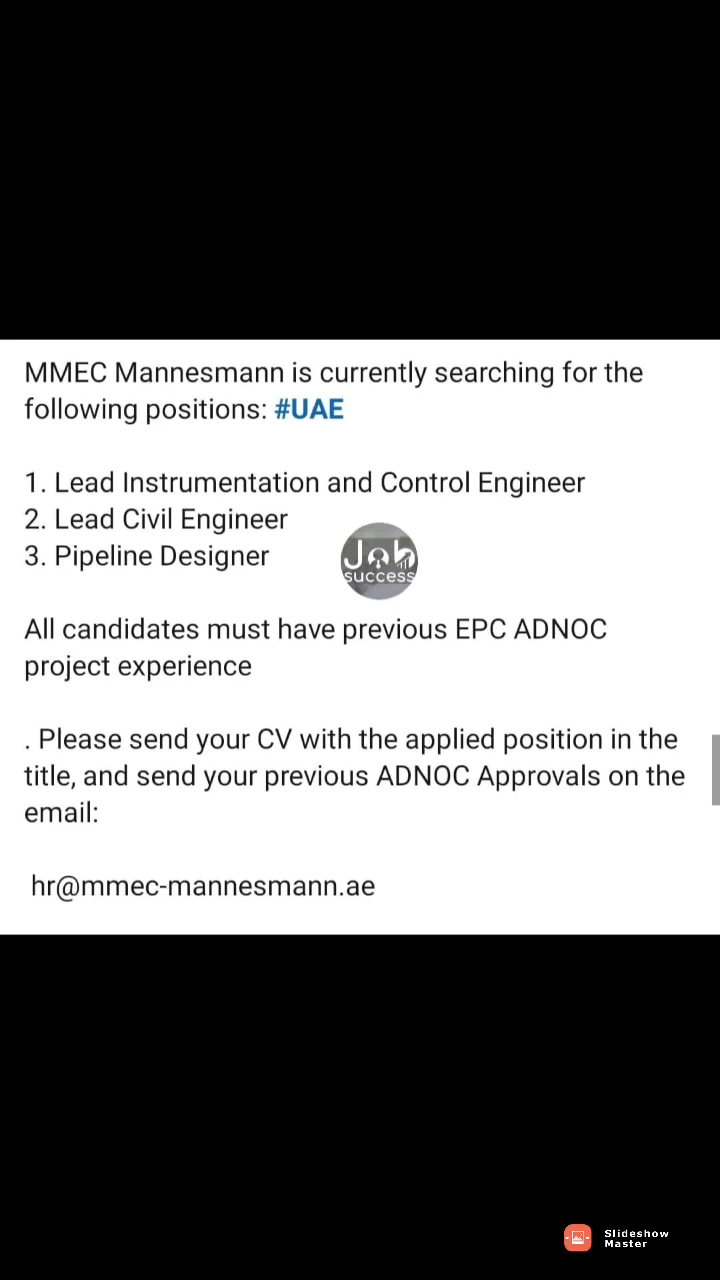 MMEC Mannesmann is currently searching for the
following positions: #UAE
1. Lead Instrumentation and Control Engineer
2. Lead Civil Engineer
3. Pipeline Designer
Job
success
All candidates must have previous EPC ADNOC
project experience
. Please send your CV with the applied position in the
title, and send your previous ADNOC Approvals on the
email:
hr@mmec-mannesmann.ae
Slideshow
Master